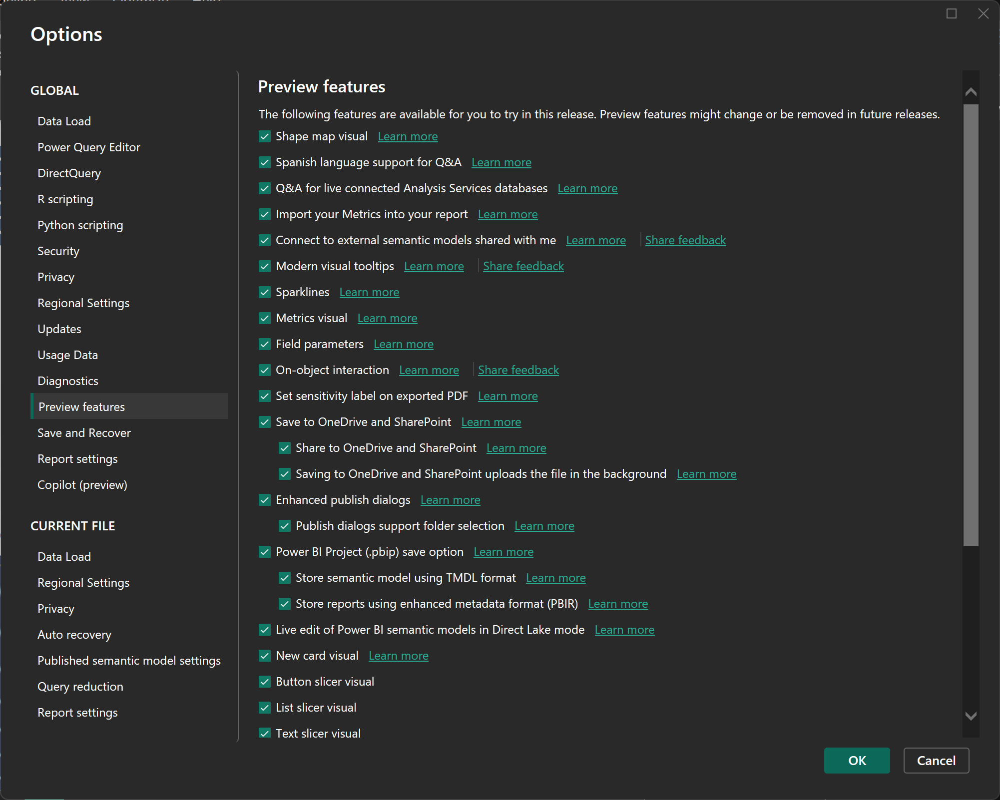 Options
GLOBAL
Data Load
Power Query Editor
DirectQuery
R scripting
Python scripting
Security
Privacy
Regional Settings
Updates
Usage Data
Diagnostics
Preview features
Save and Recover
Report settings
Copilot (preview)
CURRENT FILE
Data Load
Regional Settings
Privacy
Auto recovery
Published semantic model settings
Query reduction
Report settings
Preview features
The following features are available for you to try in this release. Preview features might change or be removed in future releases.
Shape map visual Learn more
Spanish language support for Q&A Learn more
Q&A for live connected Analysis Services databases Learn more
Import your Metrics into your report Learn more
Connect to external semantic models shared with me Learn more Share feedback
Modern visual tooltips Learn more Share feedback
Sparklines Learn more
Metrics visual Learn more
Field parameters Learn more
On-object interaction Learn more Share feedback
Set sensitivity label on exported PDF Learn more
Save to OneDrive and SharePoint Learn more
Share to OneDrive and SharePoint Learn more
Saving to OneDrive and SharePoint uploads the file in the background Learn more
Enhanced publish dialogs Learn more
Publish dialogs support folder selection Learn more
Power BI Project (.pbip) save option Learn more
Store semantic model using TMDL format Learn more
Store reports using enhanced metadata format (PBIR) Learn more
Live edit of Power BI semantic models in Direct Lake mode Learn more
New card visual Learn more
Button slicer visual
List slicer visual
Text slicer visual
OK Cancel